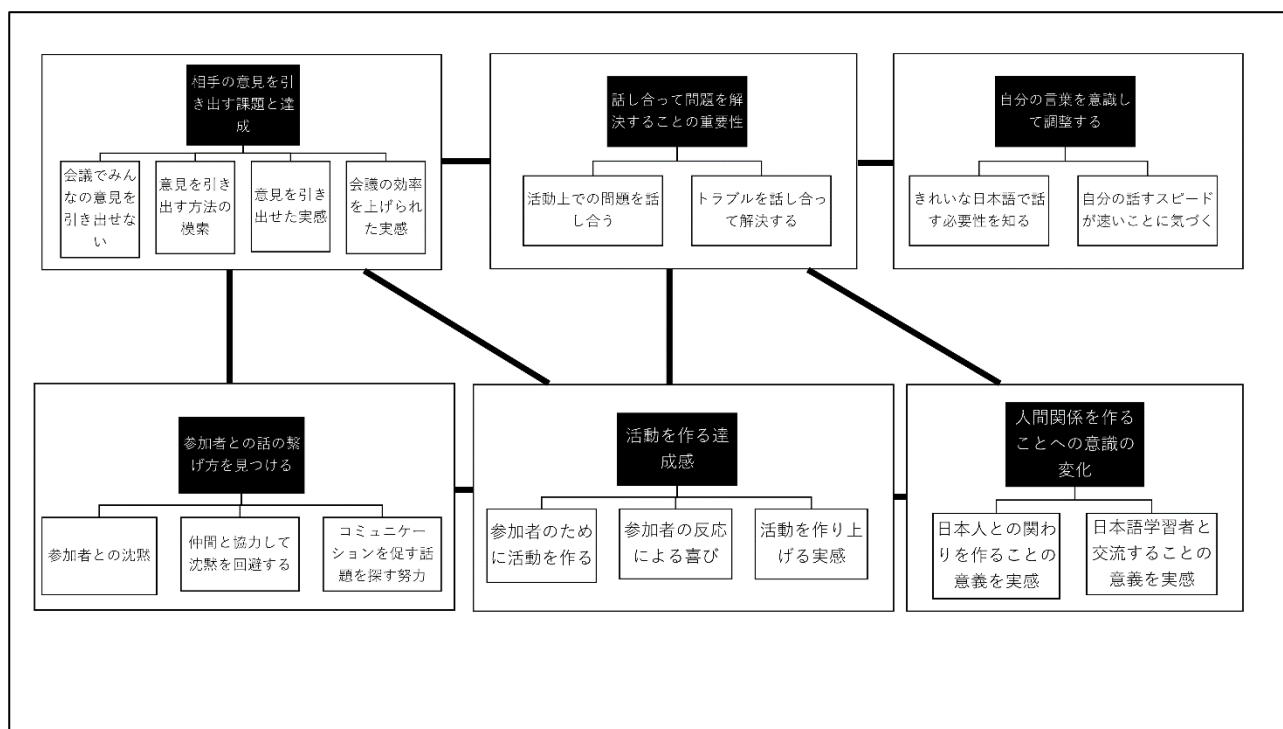 相手の意見を引
き出す課題と達
成
会議でみん
なの意見を
引き出せな
い
意見を引き
出す方法の
模索
意見を引き
出せた実感
会議の効率
を上げられ
た実感
話し合って問題を解
決することの重要性
活動上での問題を話し
合う
トラブルを話し合っ
て解決する
自分の言葉を意識し
て調整する
きれいな日本語で話
す必要性を知る
自分の話すスピード
が速いことに気づく
参加者との話の繋
げ方を見つける
参加者との沈黙
仲間と協力して
沈黙を回避する
コミュニケー
ションを促す話
題を探す努力
活動を作る達
成感
参加者のため
に活動を作る
参加者の反応
による喜び
活動を作り上
げる実感
人間関係を作る
ことへの意識の
変化
日本人との関わ
りを作ることの
意義を実感
日本語学習者と
交流することの
意義を実感